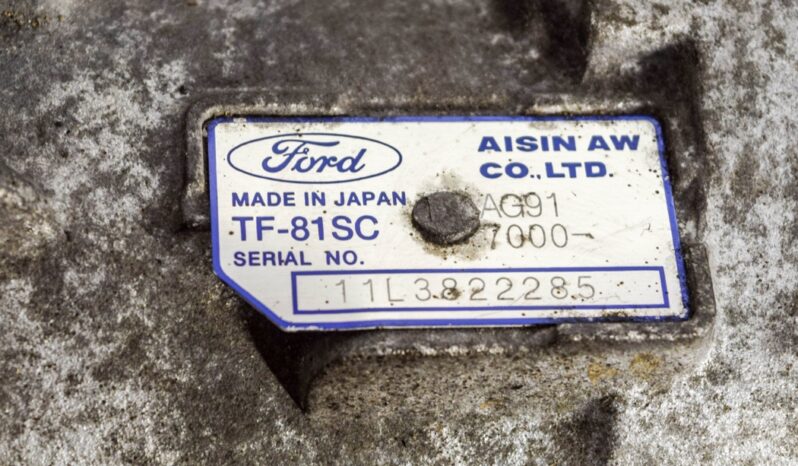 Ford
AISIN AW
CO.,LTD.
MADE IN JAPAN
TF-81SC
AG91
7000-
SERIAL NO.
11L3822285